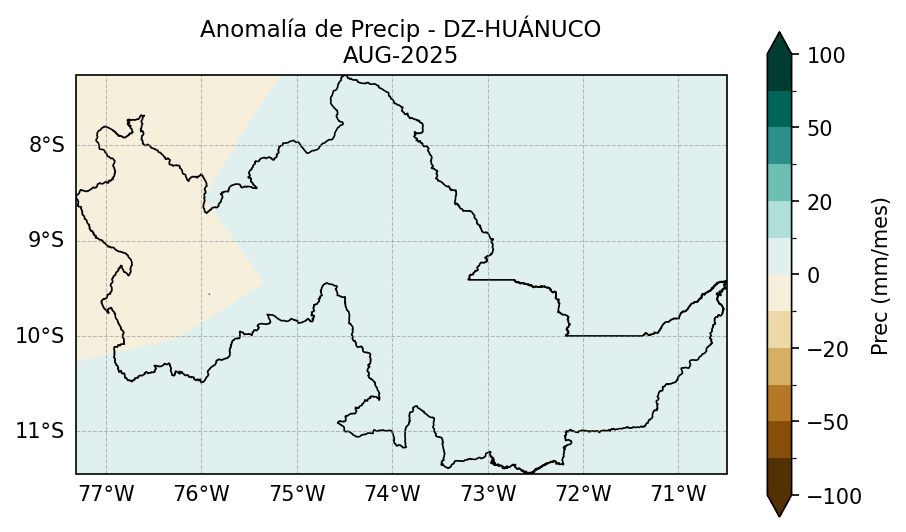 Anomalía de Precip - DZ-HUÁNUCO
AUG-2025
8°S
9°S
10°S
11°S
77°W 76°W 75°W 74°W 73°W 72°W 71°W
100
50
20
0
−20
−50
−100
Prec (mm/mes)